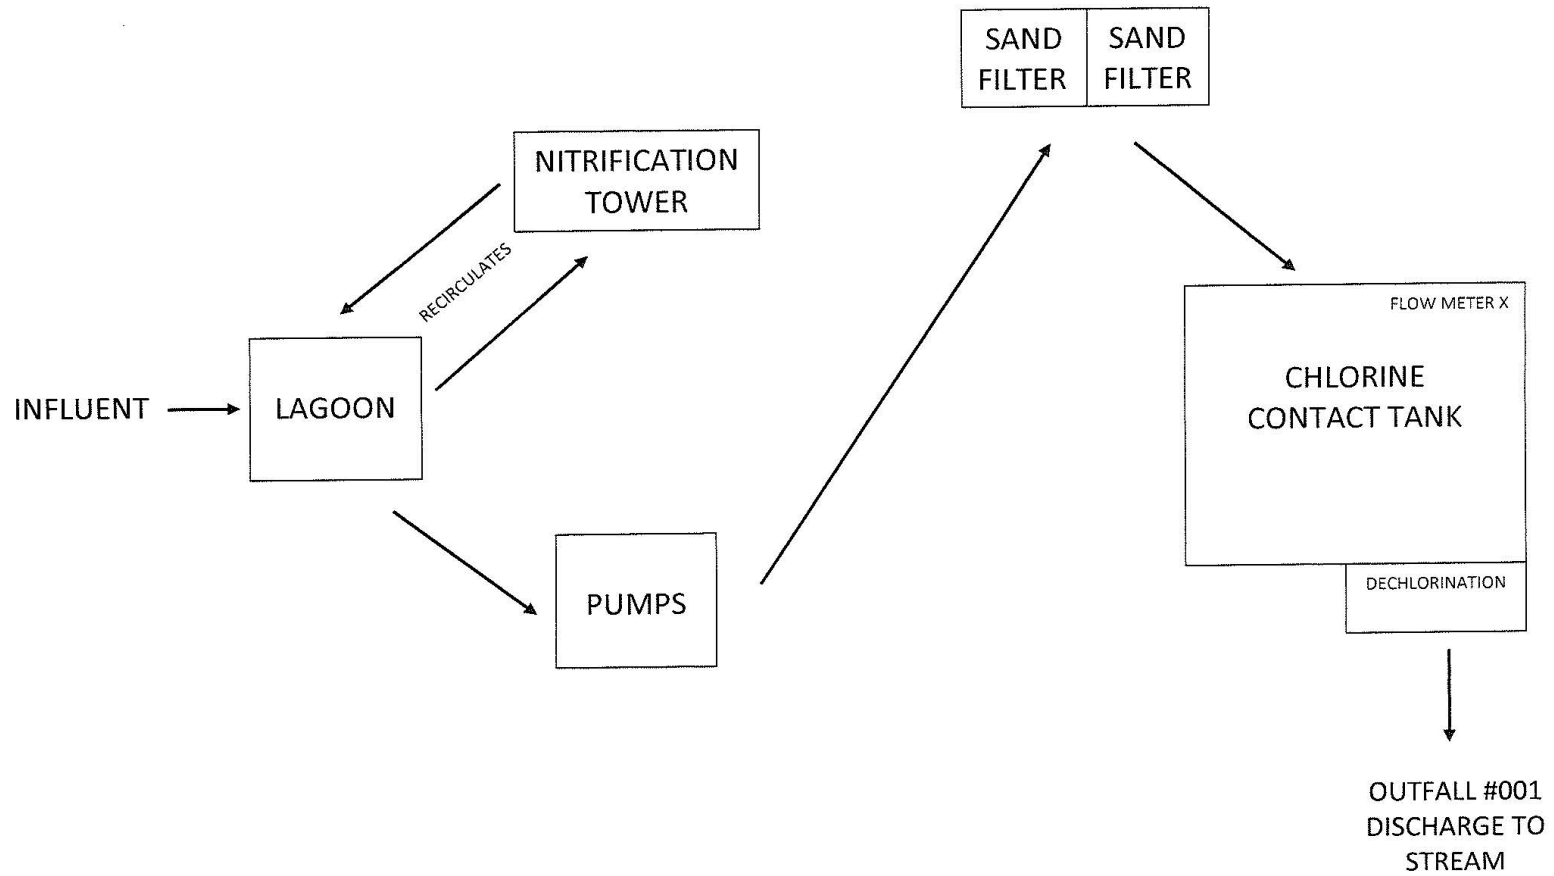 SAND
FILTER
SAND
FILTER
NITRIFICATION
TOWER
RECIRCULATES
INFLUENT
LAGOON
PUMPS
FLOW METER X
CHLORINE
CONTACT TANK
DECHLORINATION
OUTFALL #001
DISCHARGE TO
STREAM